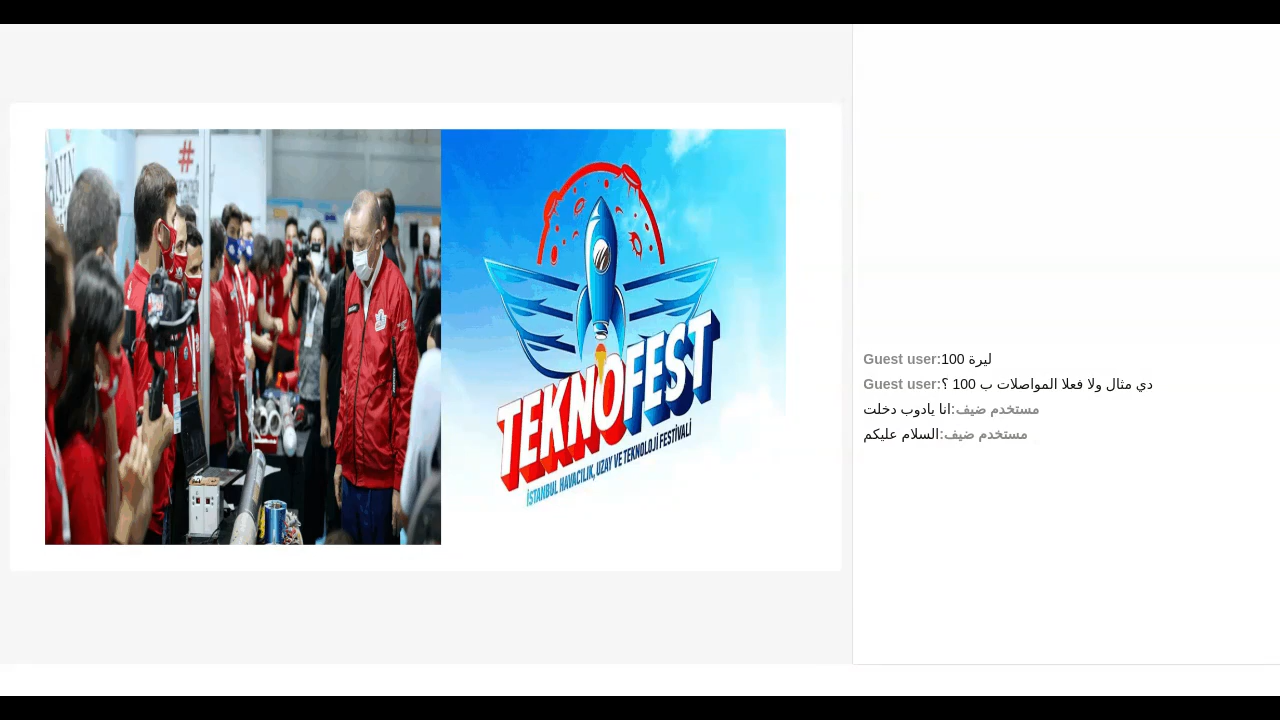 #
TEKNOFEST
İSTANBUL HAVACILIK, UZAY VE TEKNOLOJİ FESTİVALİ
Guest user:ليرة 100
Guest user:دي مثال ولا فعلا المواصلات ب 100 ؟
مستخدم ضيف:انا يادوب دخلت
مستخدم ضيف:السلام عليكم